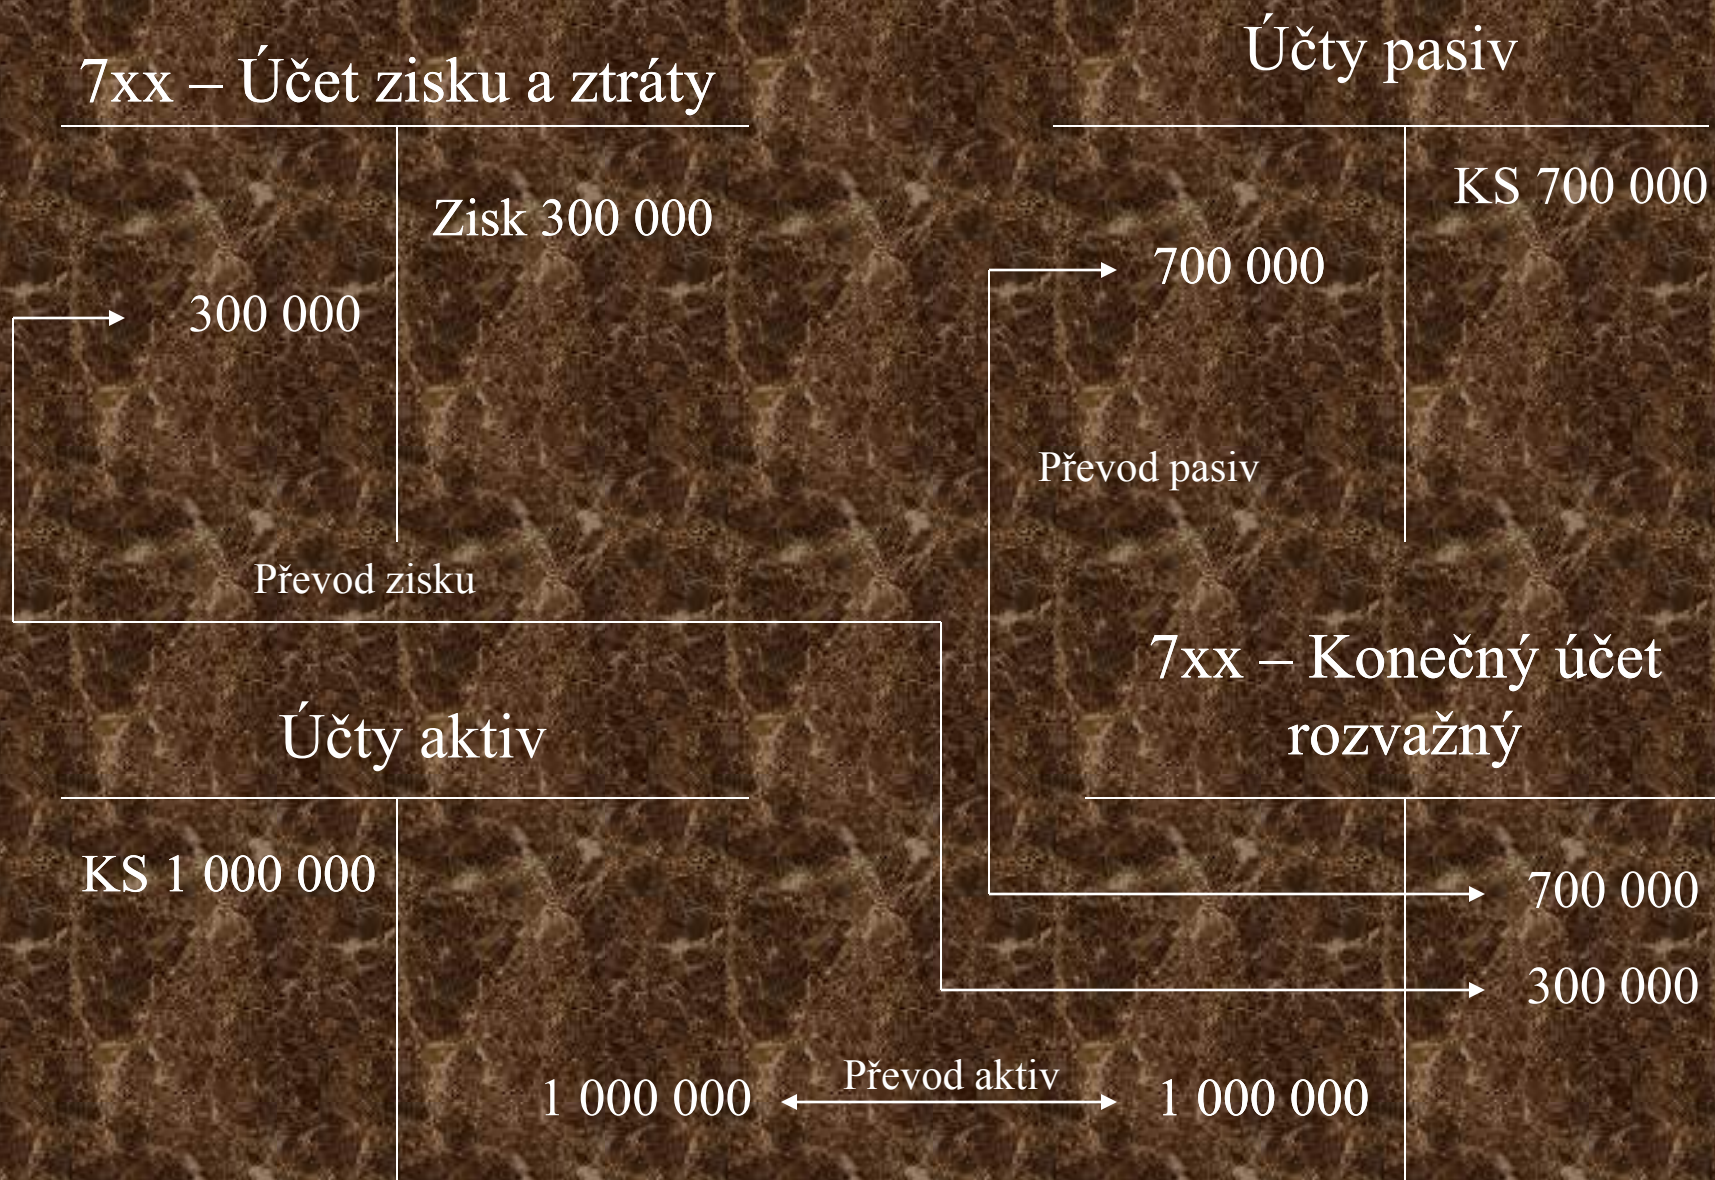 7xx – Účet zisku a ztráty
Zisk 300 000
300 000
Účty pasiv
KS 700 000
700 000
Převod pasiv
Převod zisku
Účty aktiv
KS 1 000 000
1 000 000
Převod aktiv
7xx – Konečný účet
rozvažný
700 000
300 000
1 000 000